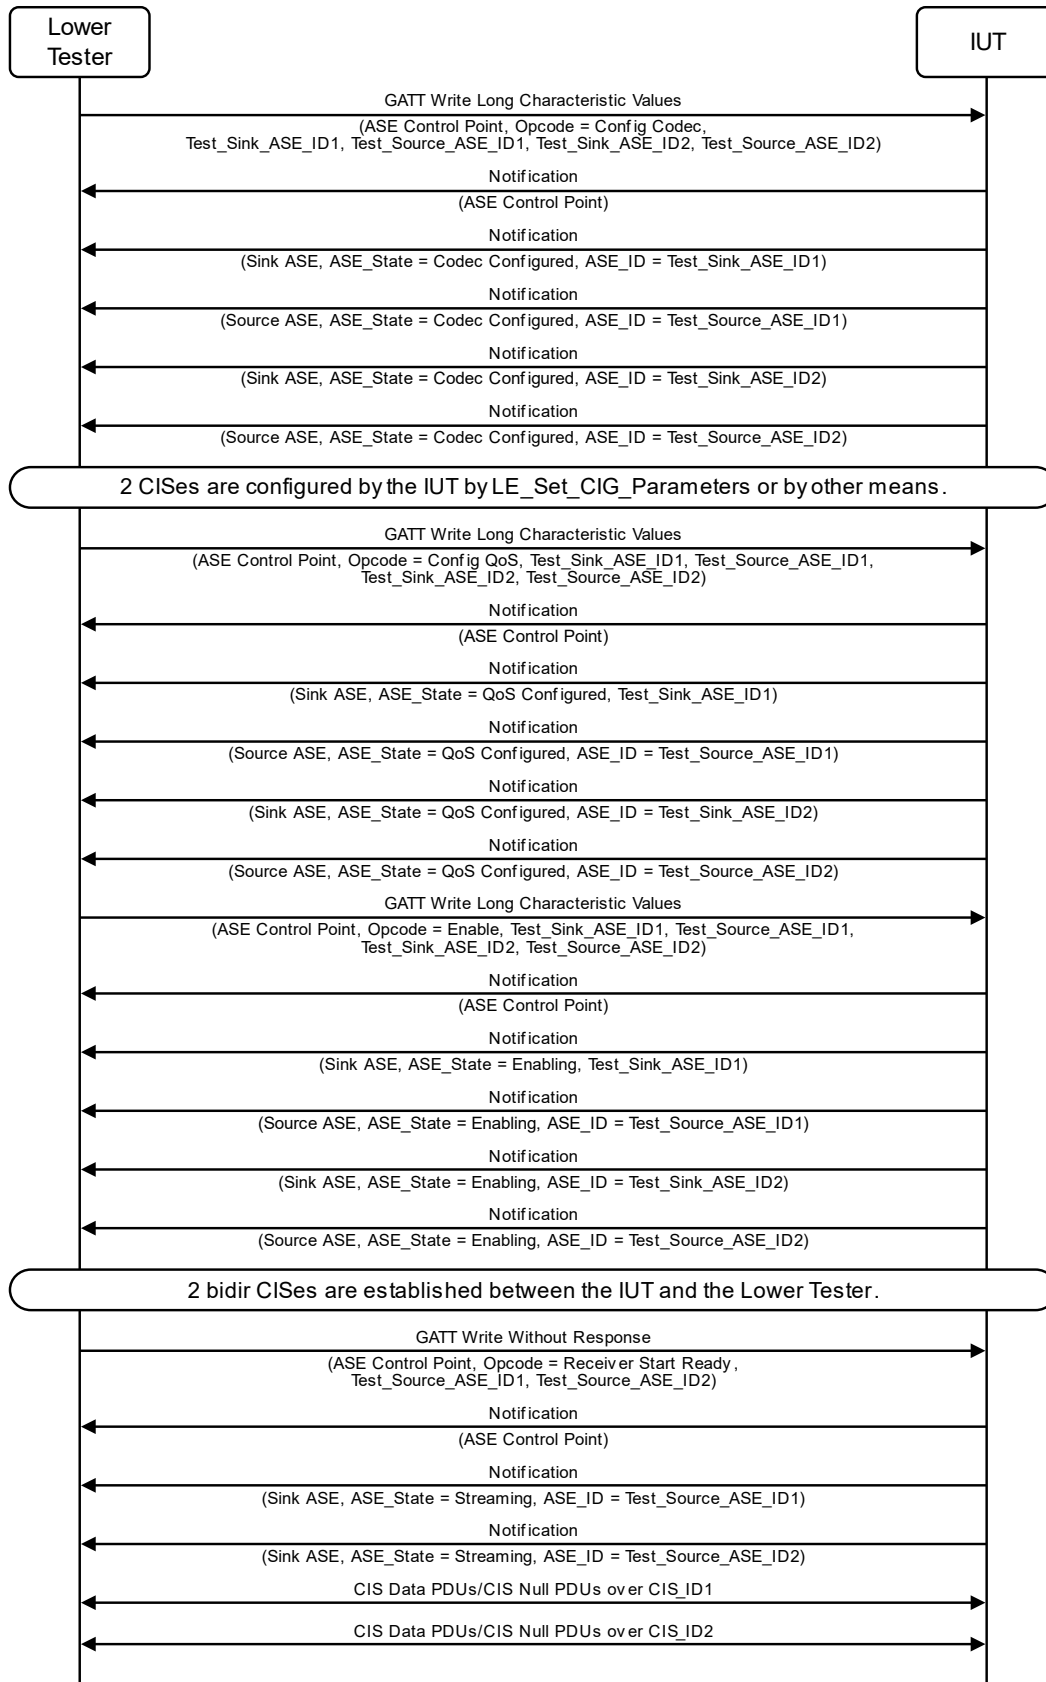 Lower
Tester
IUT
GATT Write Long Characteristic Values
(ASE Control Point, Opcode = Config Codec,
Test_Sink_ASE_ID1, Test_Source_ASE_ID1, Test_Sink_ASE_ID2, Test_Source_ASE_ID2)
Notification
(ASE Control Point)
Notification
(Sink ASE, ASE_State = Codec Configured, ASE_ID = Test_Sink_ASE_ID1)
Notification
(Source ASE, ASE_State = Codec Configured, ASE_ID = Test_Source_ASE_ID1)
Notification
(Sink ASE, ASE_State = Codec Configured, ASE_ID = Test_Sink_ASE_ID2)
Notification
(Source ASE, ASE_State = Codec Configured, ASE_ID = Test_Source_ASE_ID2)
2 CISes are configured by the IUT by LE_Set_CIG_Parameters or by other means.
GATT Write Long Characteristic Values
(ASE Control Point, Opcode = Config QoS, Test_Sink_ASE_ID1, Test_Source_ASE_ID1,
Test_Sink_ASE_ID2, Test_Source_ASE_ID2)
Notification
(ASE Control Point)
Notification
(Sink ASE, ASE_State = QoS Configured, Test_Sink_ASE_ID1)
Notification
(Source ASE, ASE_State = QoS Configured, ASE_ID = Test_Source_ASE_ID1)
Notification
(Sink ASE, ASE_State = QoS Configured, ASE_ID = Test_Sink_ASE_ID2)
Notification
(Source ASE, ASE_State = QoS Configured, ASE_ID = Test_Source_ASE_ID2)
GATT Write Long Characteristic Values
(ASE Control Point, Opcode = Enable, Test_Sink_ASE_ID1, Test_Source_ASE_ID1,
Test_Sink_ASE_ID2, Test_Source_ASE_ID2)
Notification
(ASE Control Point)
Notification
(Sink ASE, ASE_State = Enabling, Test_Sink_ASE_ID1)
Notification
(Source ASE, ASE_State = Enabling, ASE_ID = Test_Source_ASE_ID1)
Notification
(Sink ASE, ASE_State = Enabling, ASE_ID = Test_Sink_ASE_ID2)
Notification
(Source ASE, ASE_State = Enabling, ASE_ID = Test_Source_ASE_ID2)
2 bidir CISes are established between the IUT and the Lower Tester.
GATT Write Without Response
(ASE Control Point, Opcode = Receiver Start Ready,
Test_Source_ASE_ID1, Test_Source_ASE_ID2)
Notification
(ASE Control Point)
Notification
(Sink ASE, ASE_State = Streaming, ASE_ID = Test_Source_ASE_ID1)
Notification
(Sink ASE, ASE_State = Streaming, ASE_ID = Test_Source_ASE_ID2)
CIS Data PDUs/CIS Null PDUs over CIS_ID1
CIS Data PDUs/CIS Null PDUs over CIS_ID2